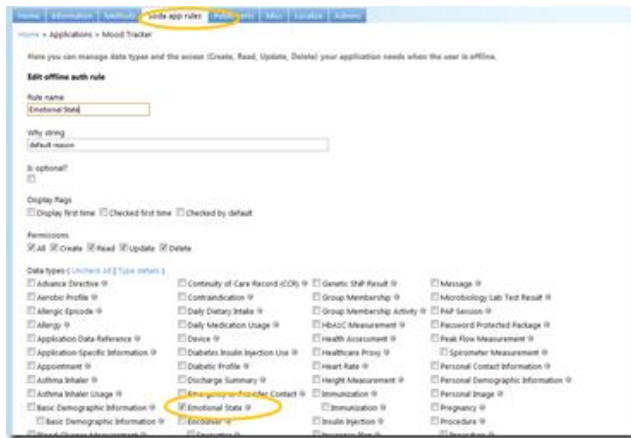 Home Information Methods Soda app rules Public Misc Localize Admins
Home » Applications » Mood Tracker
Here you can manage data types and the access (Create, Read, Update, Delete) your application needs when the user is offline.
Edit offline auth rule
Rule name
Emotional State
Why string
default reason
Is optional?
Display flags
Display first time Checked first time Checked by default
Permissions
All Create Read Update Delete
Data types ( Uncheck All | Type details )
Advance Directive Continuity of Care Record (CCR) Genetic SNP Result Message
Aerobic Profile Contraindication Group Membership Microbiology Lab Test Result
Allergic Episode Daily Dietary Intake Group Membership Activity PAP Session
Allergy Daily Medication Usage HbA1C Measurement Password Protected Package
Application Data Reference Device Health Assessment Peak Flow Measurement
Application-Specific Information Diabetes Insulin Injection Use Healthcare Proxy Spirometer Measurement
Appointment Diabetic Profile Heart Rate Personal Contact Information
Asthma Inhaler Discharge Summary Height Measurement Personal Demographic Information
Asthma Inhaler Usage Emergency or Provider Contact Immunization Personal Image
Basic Demographic Information Emotional State Immunization Pregnancy
Basic Demographic Information Encounter Insulin Injection Procedure